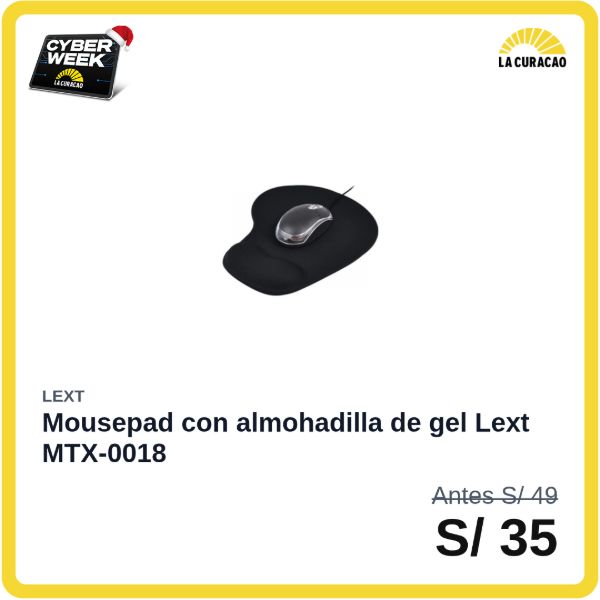 CYBER
WEEK
LA CURACAO
LA CURACAO
LEXT
Mousepad con almohadilla de gel Lext
MTX-0018
Antes S/ 49
S/ 35